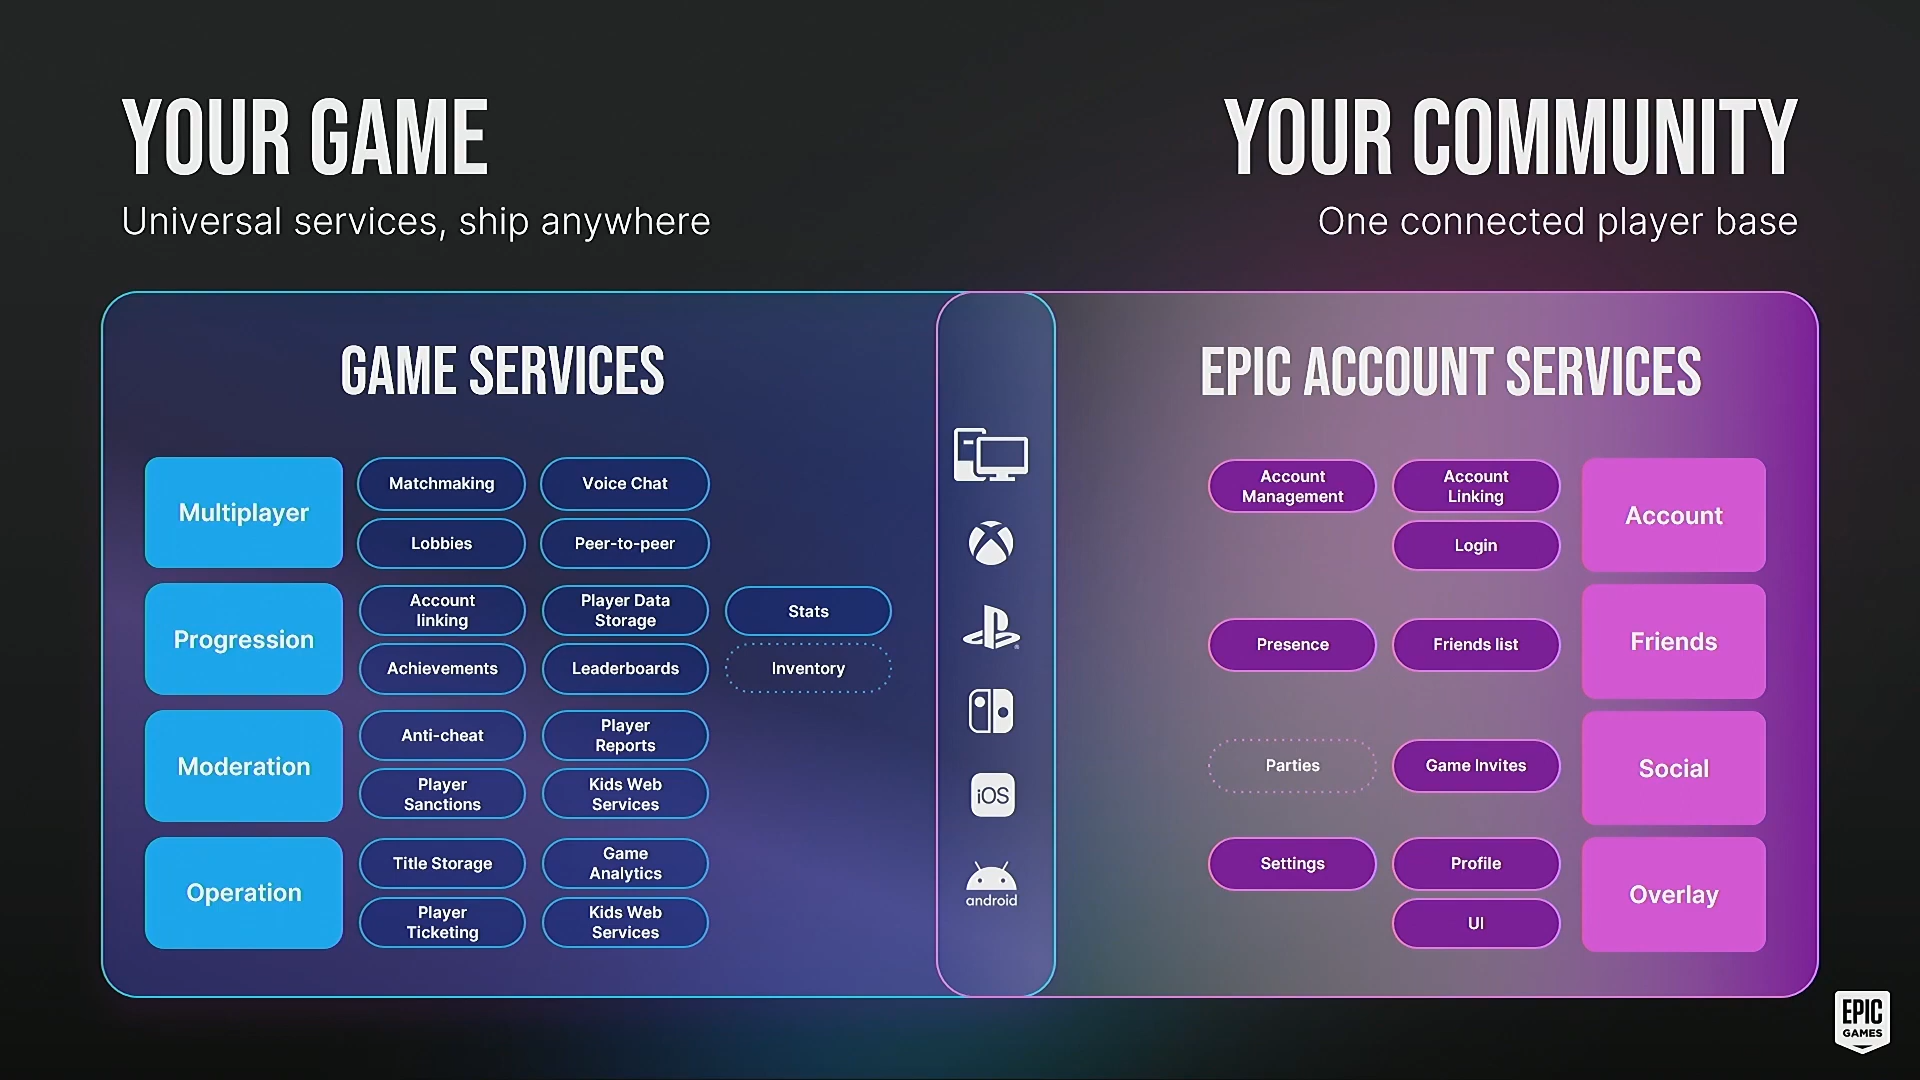 YOUR GAME
Universal services, ship anywhere
YOUR COMMUNITY
One connected player base
GAME SERVICES
Multiplayer
Matchmaking
Voice Chat
Lobbies
Peer-to-peer
Progression
Account
linking
Player Data
Storage
Stats
Achievements
Leaderboards
Inventory
Moderation
Anti-cheat
Player
Reports
Player
Sanctions
Kids Web
Services
Operation
Title Storage
Game
Analytics
Player
Ticketing
Kids Web
Services
iOS
android
EPIC ACCOUNT SERVICES
Account
Management
Account
Linking
Login
Account
Presence
Friends list
Friends
Parties
Game Invites
Social
Settings
Profile
UI
Overlay
EPIC
GAMES